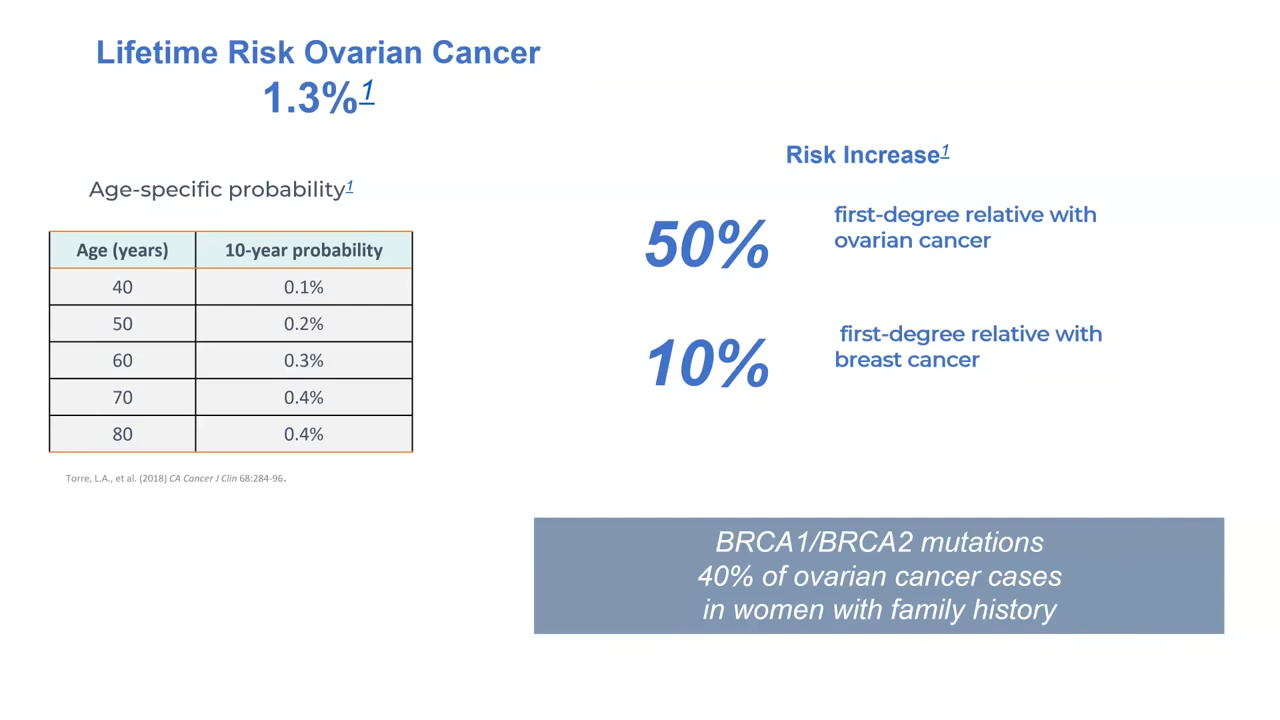 Lifetime Risk Ovarian Cancer
1.3%1
Age-specific probability1
Age (years) 10-year probability
40 0.1%
50 0.2%
60 0.3%
70 0.4%
80 0.4%
Torre, L.A., et al. (2018) CA Cancer J Clin 68:284-96.
Risk Increase1
50%
first-degree relative with
ovarian cancer
10%
first-degree relative with
breast cancer
BRCA1/BRCA2 mutations
40% of ovarian cancer cases
in women with family history